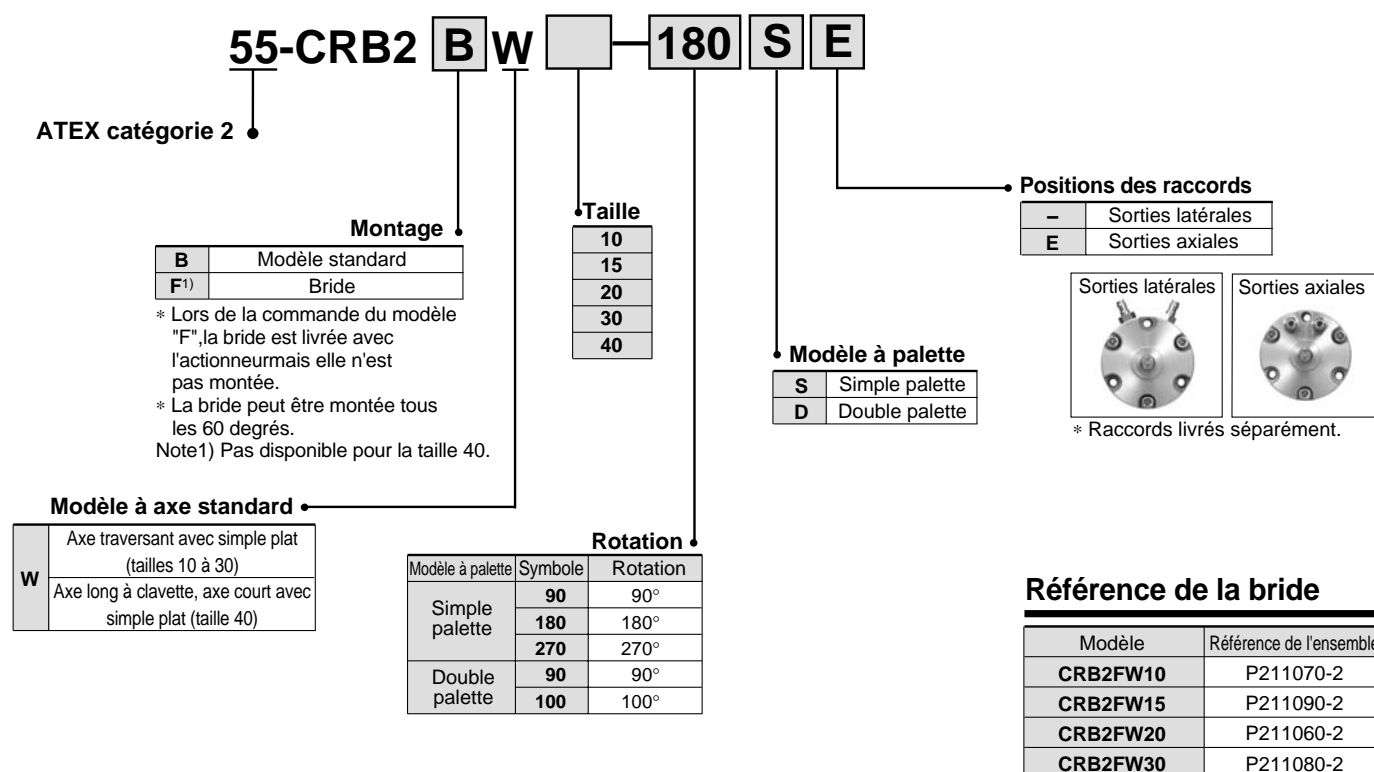 55-CRB2 B W — 180 S E
ATEX catégorie 2
Montage
B Modèle standard
F1) Bride
* Lors de la commande du modèle
"F",la bride est livrée avec
l'actionneurmais elle n'est
pas montée.
* La bride peut être montée tous
les 60 degrés.
Note1) Pas disponible pour la taille 40.
Taille
10
15
20
30
40
Positions des raccords
– Sorties latérales
E Sorties axiales
Sorties latérales
Sorties axiales
* Raccords livrés séparément.
Modèle à palette
S Simple palette
D Double palette
Modèle à axe standard
W
Axe traversant avec simple plat
(tailles 10 à 30)
Axe long à clavette, axe court avec
simple plat (taille 40)
Rotation
Modèle à palette Symbole Rotation
Simple
palette
90 90°
180 180°
270 270°
Double
palette
90 90°
100 100°
Référence de la bride
Modèle Référence de l'ensemble
CRB2FW10 P211070-2
CRB2FW15 P211090-2
CRB2FW20 P211060-2
CRB2FW30 P211080-2